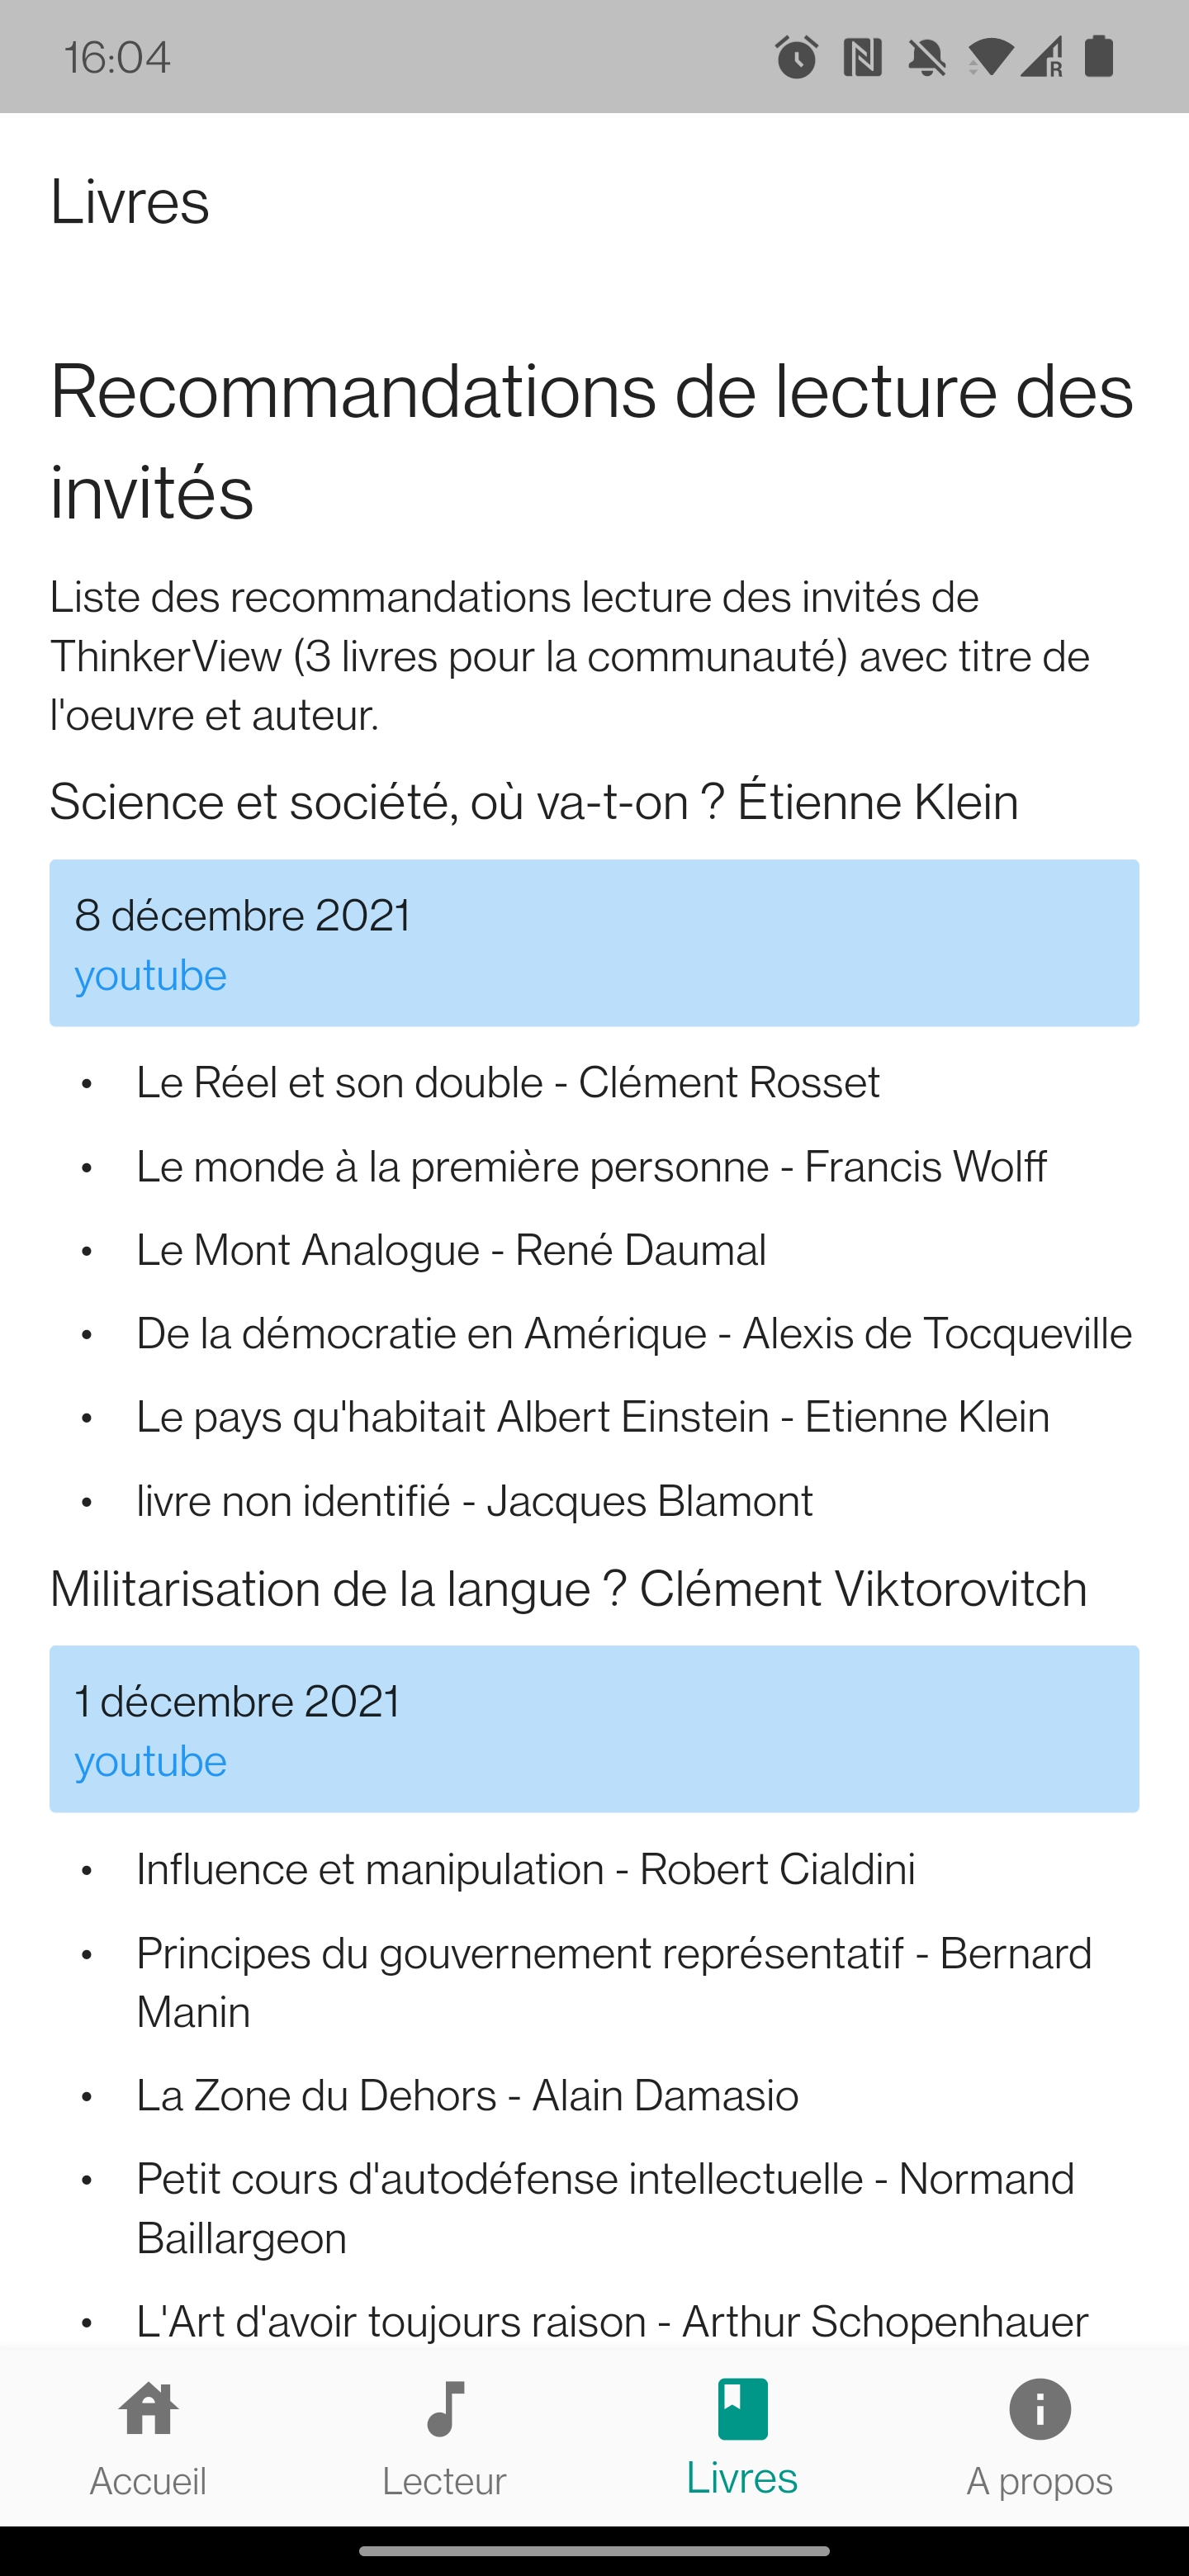 16:04
R
Livres
Recommandations de lecture des
invités
Liste des recommandations lecture des invités de
ThinkerView (3 livres pour la communauté) avec titre de
l'oeuvre et auteur.
Science et société, où va-t-on ? Étienne Klein
8 décembre 2021
youtube
• Le Réel et son double - Clément Rosset
• Le monde à la première personne - Francis Wolff
• Le Mont Analogue - René Daumal
• De la démocratie en Amérique - Alexis de Tocqueville
• Le pays qu'habitait Albert Einstein - Etienne Klein
• livre non identifié - Jacques Blamont
Militarisation de la langue ? Clément Viktorovitch
1 décembre 2021
youtube
• Influence et manipulation - Robert Cialdini
• Principes du gouvernement représentatif - Bernard
Manin
• La Zone du Dehors - Alain Damasio
• Petit cours d'autodéfense intellectuelle - Normand
Baillargeon
• L'Art d'avoir toujours raison - Arthur Schopenhauer
Accueil
Lecteur
Livres
A propos